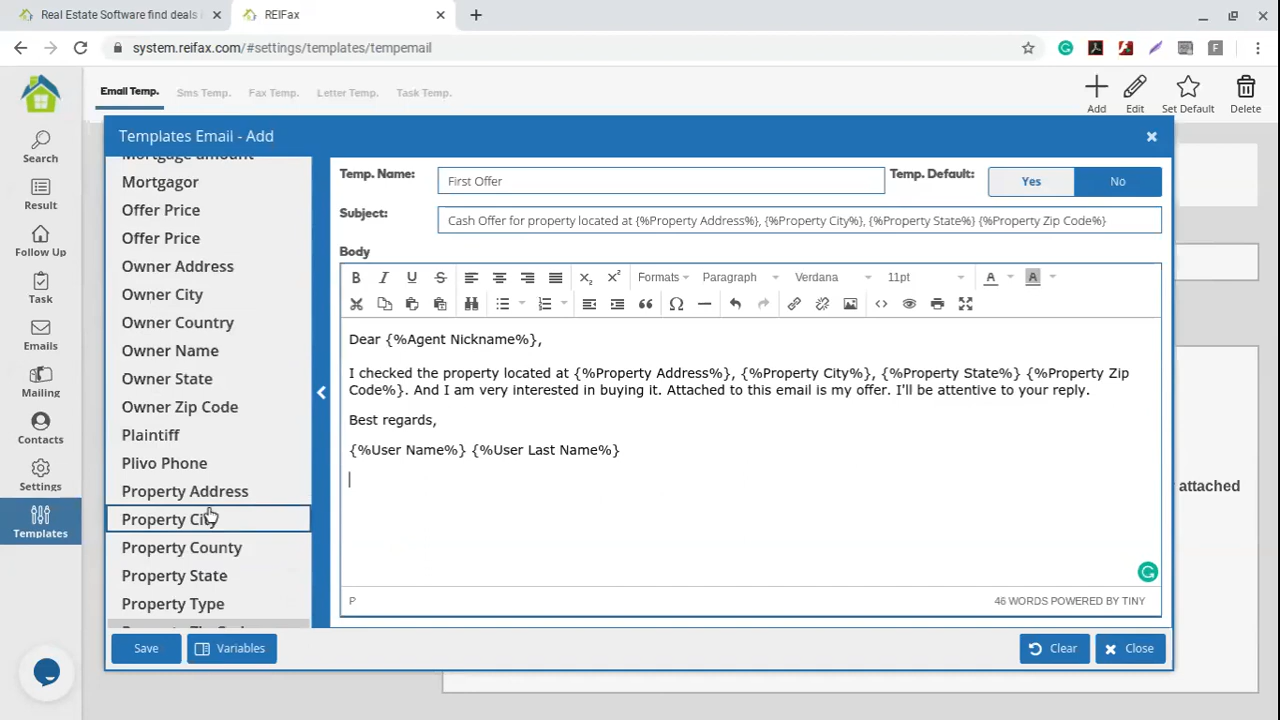 Real Estate Software find deals
REIFax
system.reifax.com/#settings/templates/tempemail
Email Temp.
Sms Temp.
Fax Temp.
Letter Temp.
Task Temp.
Add
Edit
Set Default
Delete
Search
Result
Follow Up
Task
Emails
Mailing
Contacts
Settings
Templates
Templates Email - Add
Mortgage amount
Mortgagor
Offer Price
Offer Price
Owner Address
Owner City
Owner Country
Owner Name
Owner State
Owner Zip Code
Plaintiff
Plivo Phone
Property Address
Property City
Property County
Property State
Property Type
Property Zip Code
Temp. Name:
First Offer
Temp. Default:
Yes
No
Subject:
Cash Offer for property located at {%Property Address%}, {%Property City%}, {%Property State%} {%Property Zip Code%}
Body
Formats
Paragraph
Verdana
11pt
Dear {%Agent Nickname%},
I checked the property located at {%Property Address%}, {%Property City%}, {%Property State%} {%Property Zip
Code%}. And I am very interested in buying it. Attached to this email is my offer. I'll be attentive to your reply.
Best regards,
{%User Name%} {%User Last Name%}
P
46 WORDS POWERED BY TINY
attached
Save
Variables
Clear
Close